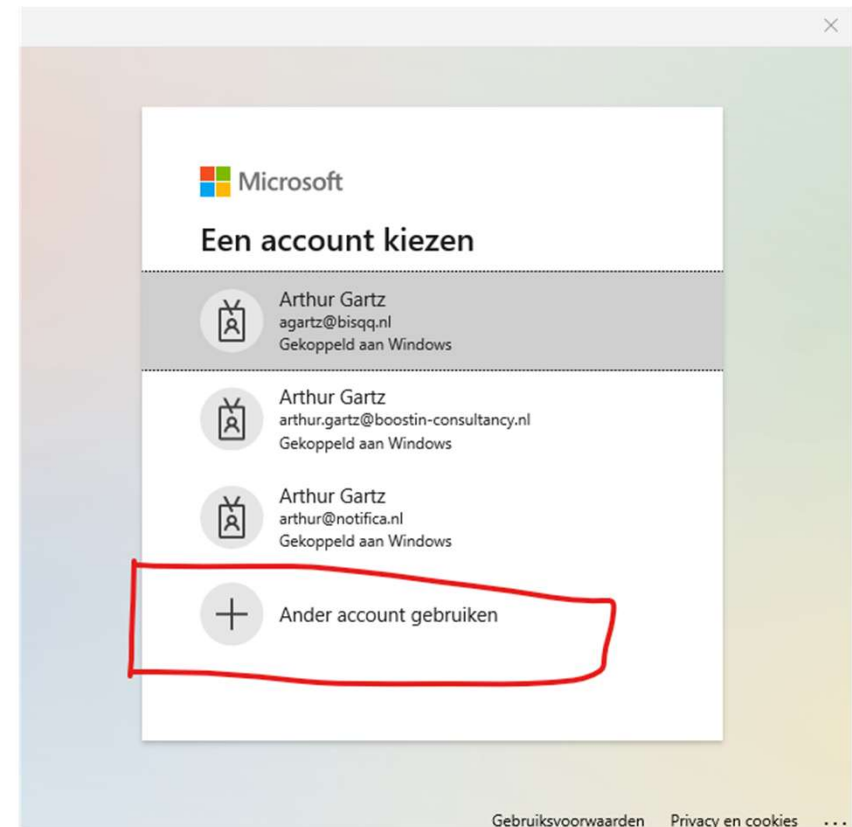 Microsoft
Een account kiezen
Arthur Gartz
agartz@bisqq.nl
Gekoppeld aan Windows
Arthur Gartz
arthur.gartz@boostin-consultancy.nl
Gekoppeld aan Windows
Arthur Gartz
arthur@notifica.nl
Gekoppeld aan Windows
Ander account gebruiken
Gebruiksvoorwaarden Privacy en cookies ...